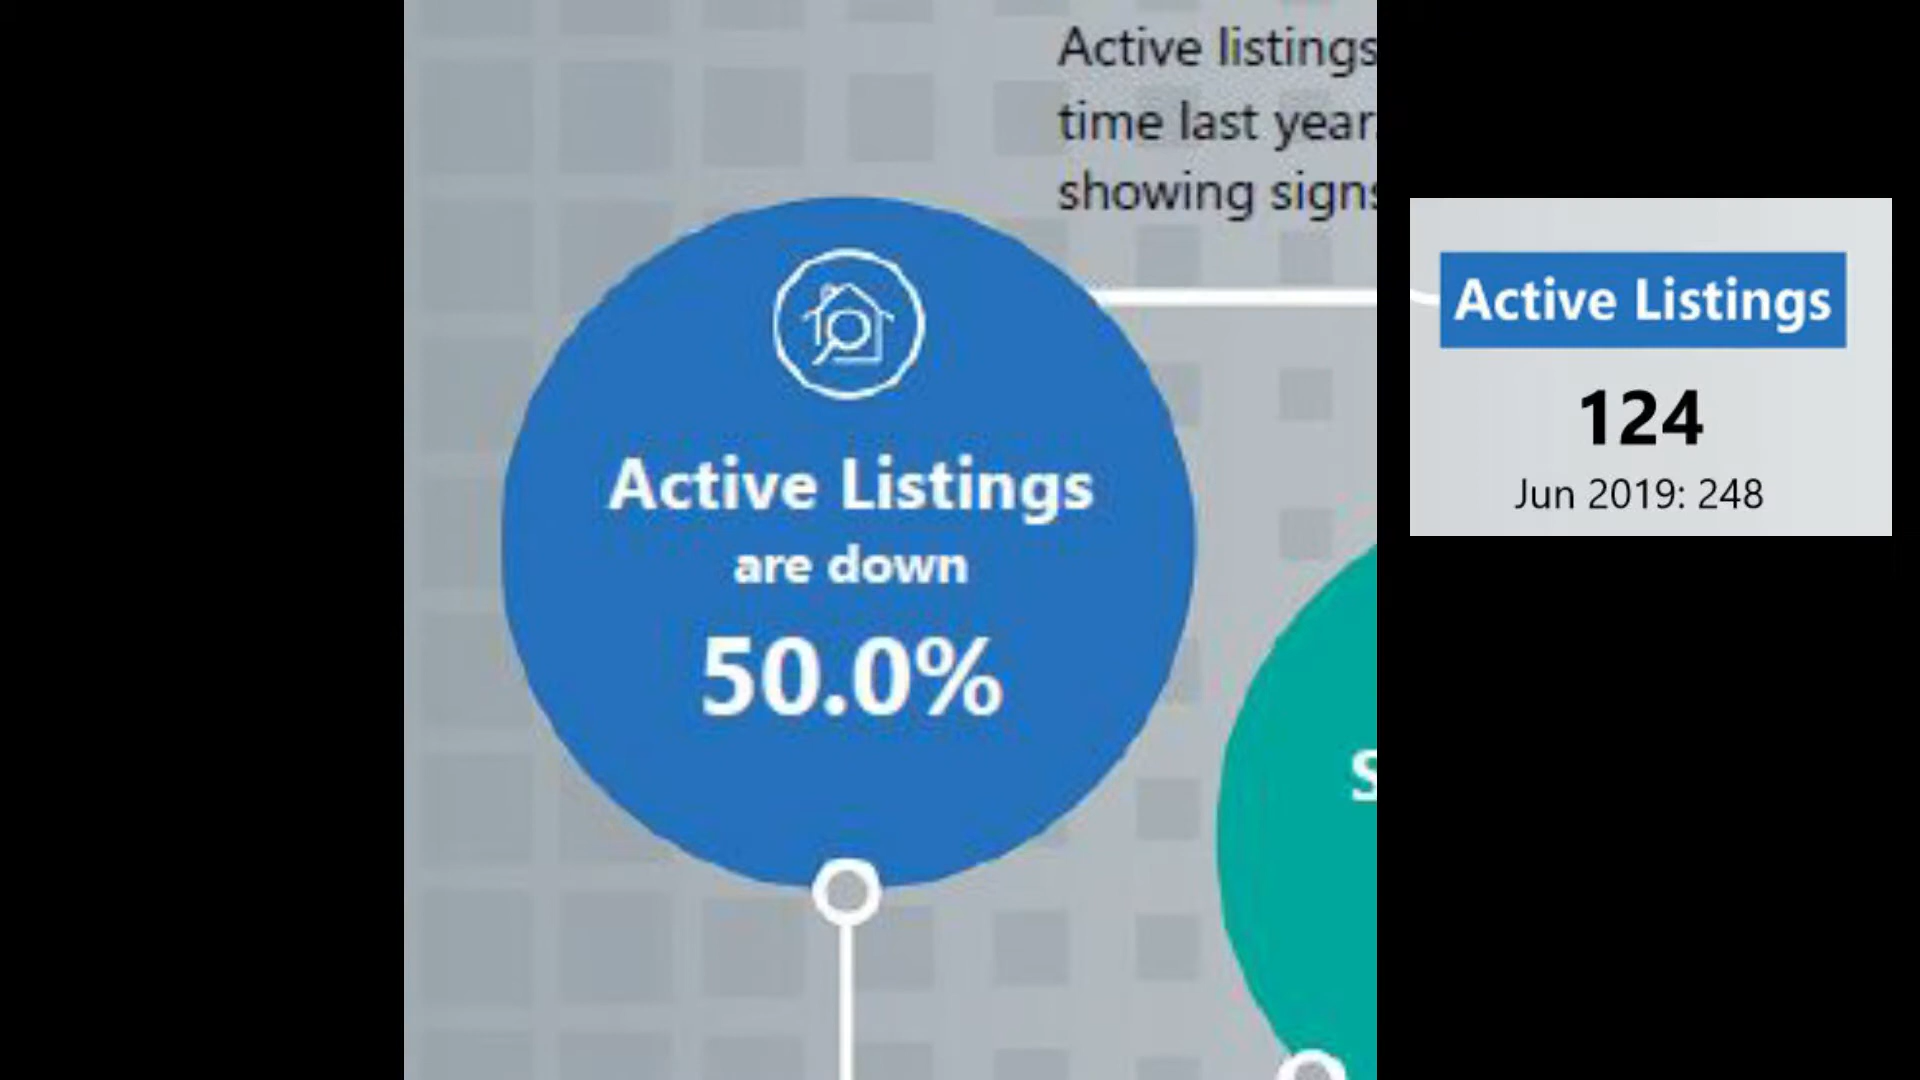 Active listings
time last year.
showing signs
Active Listings
are down
50.0%
S
Active Listings
124
Jun 2019: 248